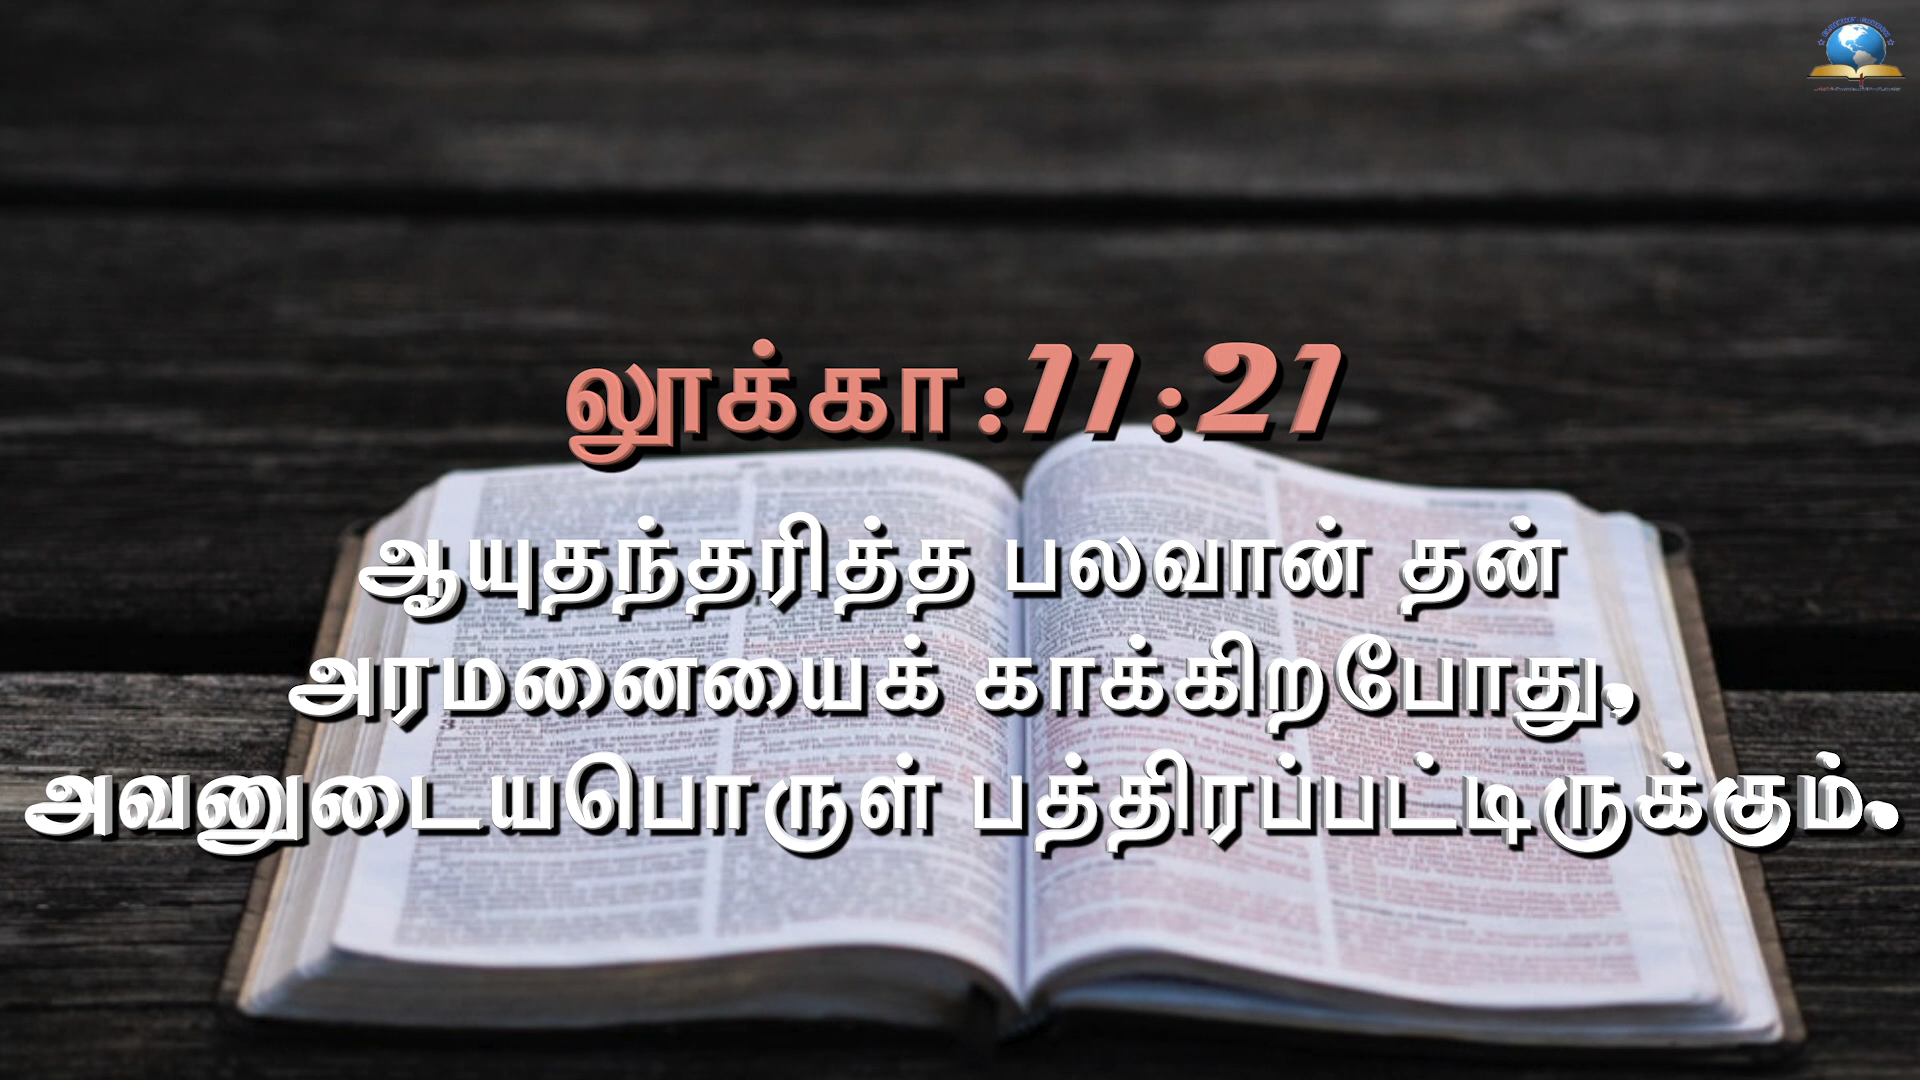 லூக்கா:11:21
ஆயுதந்தரித்த பலவான் தன்
அரமனையைக் காக்கிறபோது,
அவனுடையபொருள் பத்திரப்பட்டிருக்கும்.